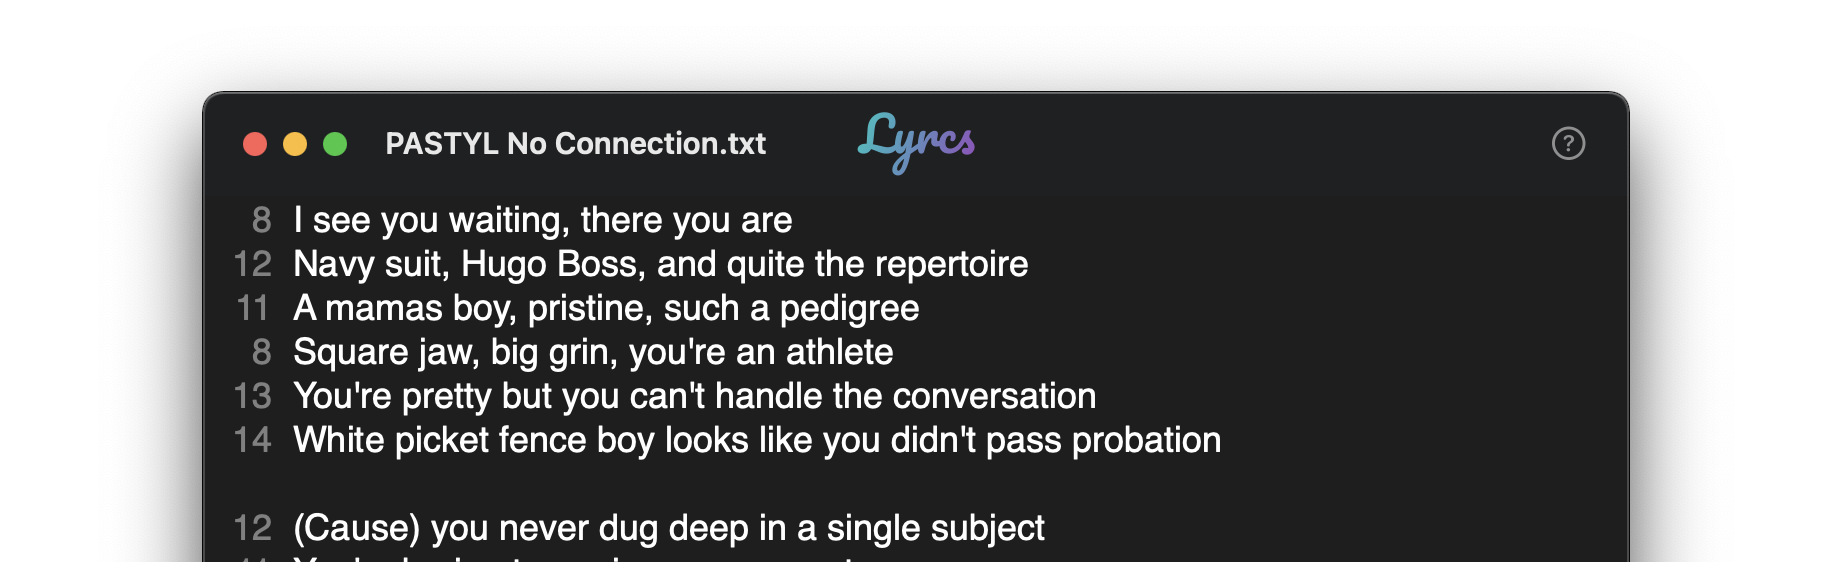 PASTYL No Connection.txt Lyrcs ?
8 I see you waiting, there you are
12 Navy suit, Hugo Boss, and quite the repertoire
11 A mamas boy, pristine, such a pedigree
8 Square jaw, big grin, you're an athlete
13 You're pretty but you can't handle the conversation
14 White picket fence boy looks like you didn't pass probation
12 (Cause) you never dug deep in a single subject